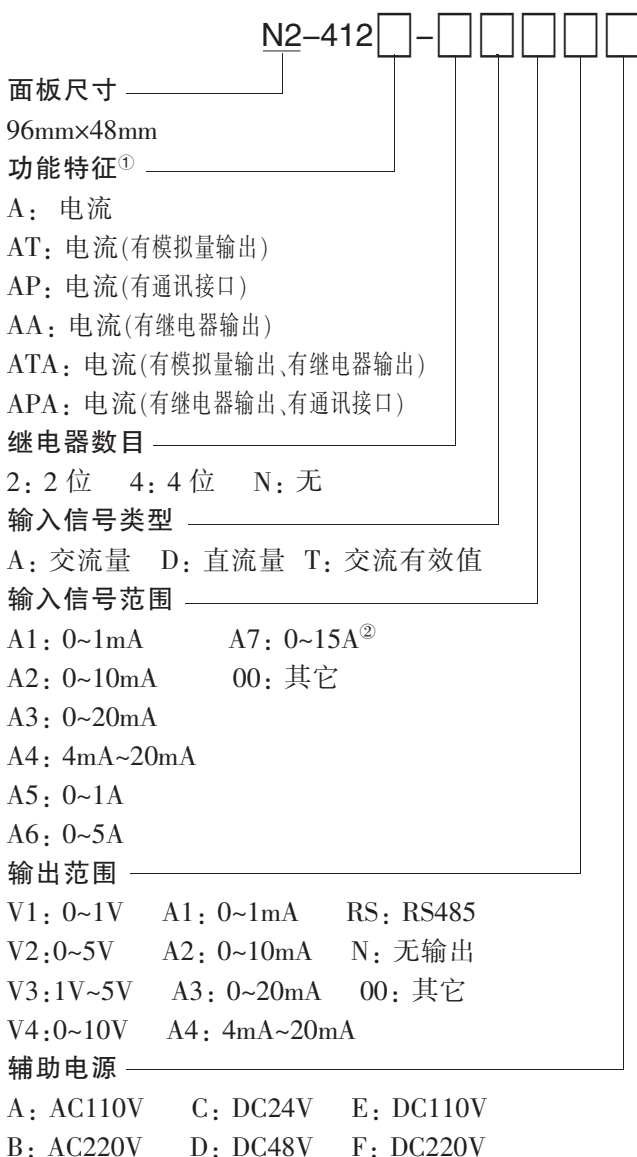 N2-412□-□□□□□
面板尺寸
96mm×48mm
功能特征①
A: 电流
AT: 电流(有模拟量输出)
AP: 电流(有通讯接口)
AA: 电流(有继电器输出)
ATA: 电流(有模拟量输出、有继电器输出)
APA: 电流(有继电器输出、有通讯接口)
继电器数目
2: 2位 4: 4位 N: 无
输入信号类型
A: 交流量 D: 直流量 T: 交流有效值
输入信号范围
A1: 0~1mA A7: 0~15A②
A2: 0~10mA 00: 其它
A3: 0~20mA
A4: 4mA~20mA
A5: 0~1A
A6: 0~5A
输出范围
V1: 0~1V A1: 0~1mA RS: RS485
V2:0~5V A2: 0~10mA N: 无输出
V3:1V~5V A3: 0~20mA 00: 其它
V4:0~10V A4: 4mA~20mA
辅助电源
A: AC110V C: DC24V E: DC110V
B: AC220V D: DC48V F: DC220V